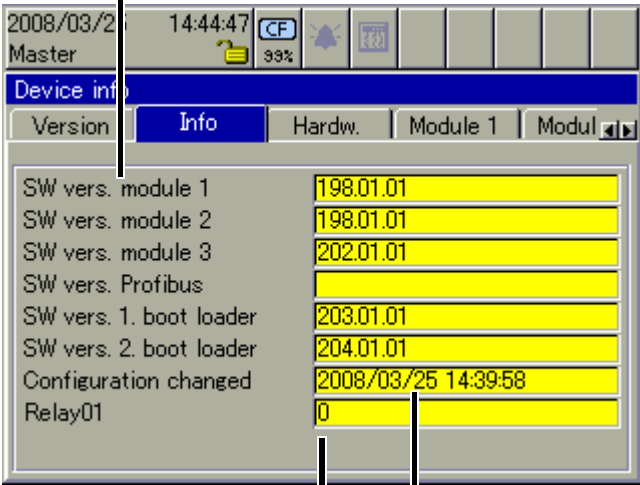 2008/03/25 14:44:47 CF
Master 99%
Device info
Version Info Hardw. Module 1 Modul
SW vers. module 1 198.01.01
SW vers. module 2 198.01.01
SW vers. module 3 202.01.01
SW vers. Profibus
SW vers. 1. boot loader 203.01.01
SW vers. 2. boot loader 204.01.01
Configuration changed 2008/03/25 14:39:58
Relay01 0